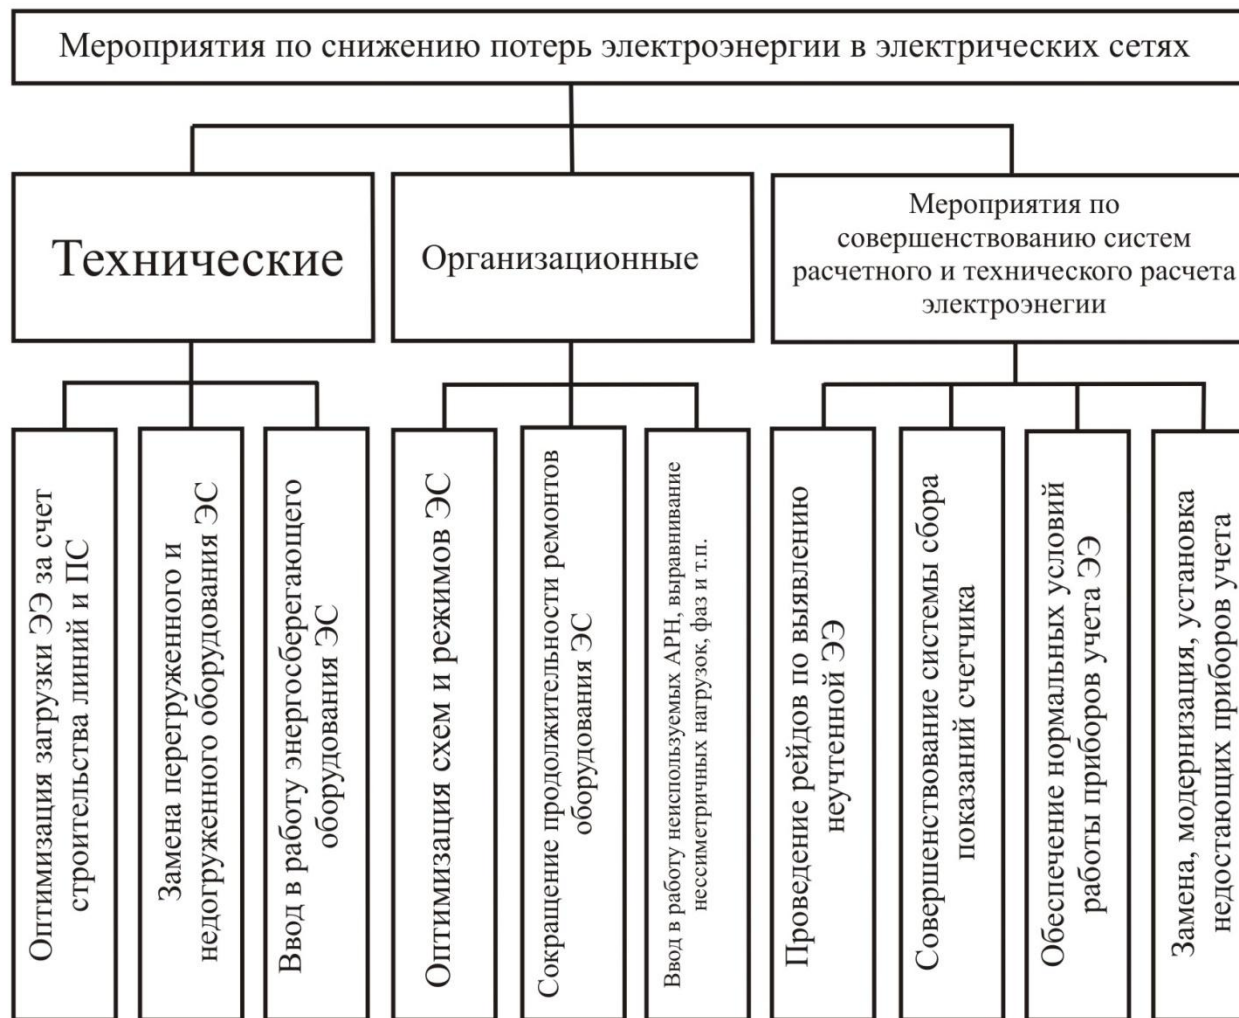 Мероприятия по снижению потерь электроэнергии в электрических сетях
Технические
Организационные
Мероприятия по
совершенствованию систем
расчетного и технического расчета
электроэнегии
Оптимизация загрузки ЭЭ за счет
строительства линий и ПС
Замена перегруженного и
недогруженного оборудования ЭС
Ввод в работу энергосберегающего
оборудования ЭС
Оптимизация схем и режимов ЭС
Сокращение продолжительности ремонтов
оборудования ЭС
Ввод в работу неиспользуемых АРН, выравнивание
нессиметричных нагрузок, фаз и т.п.
Проведение рейдов по выявлению
неучтенной ЭЭ
Совершенствование системы сбора
показаний счетчика
Обеспечение нормальных условий
работы приборов учета ЭЭ
Замена, модернизация, установка
недостающих приборов учета